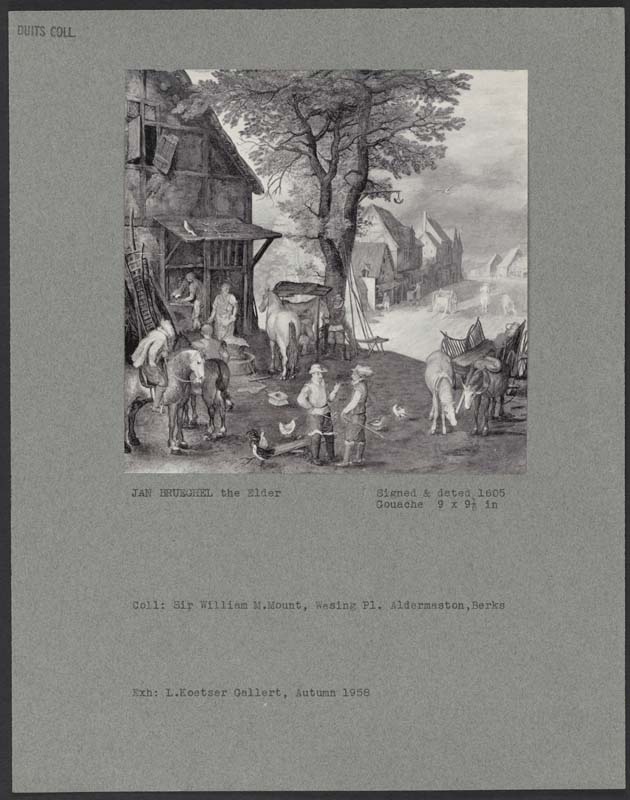 DUITS COLL.
JAN BRUEGHEL the Elder
Signed & dated 1605
Gouache 9 x 9½ in
Coll: Sir William M.Mount, Wasing Pl. Aldermaston,Berks
Exh: L.Koetser Gallert, Autumn 1958